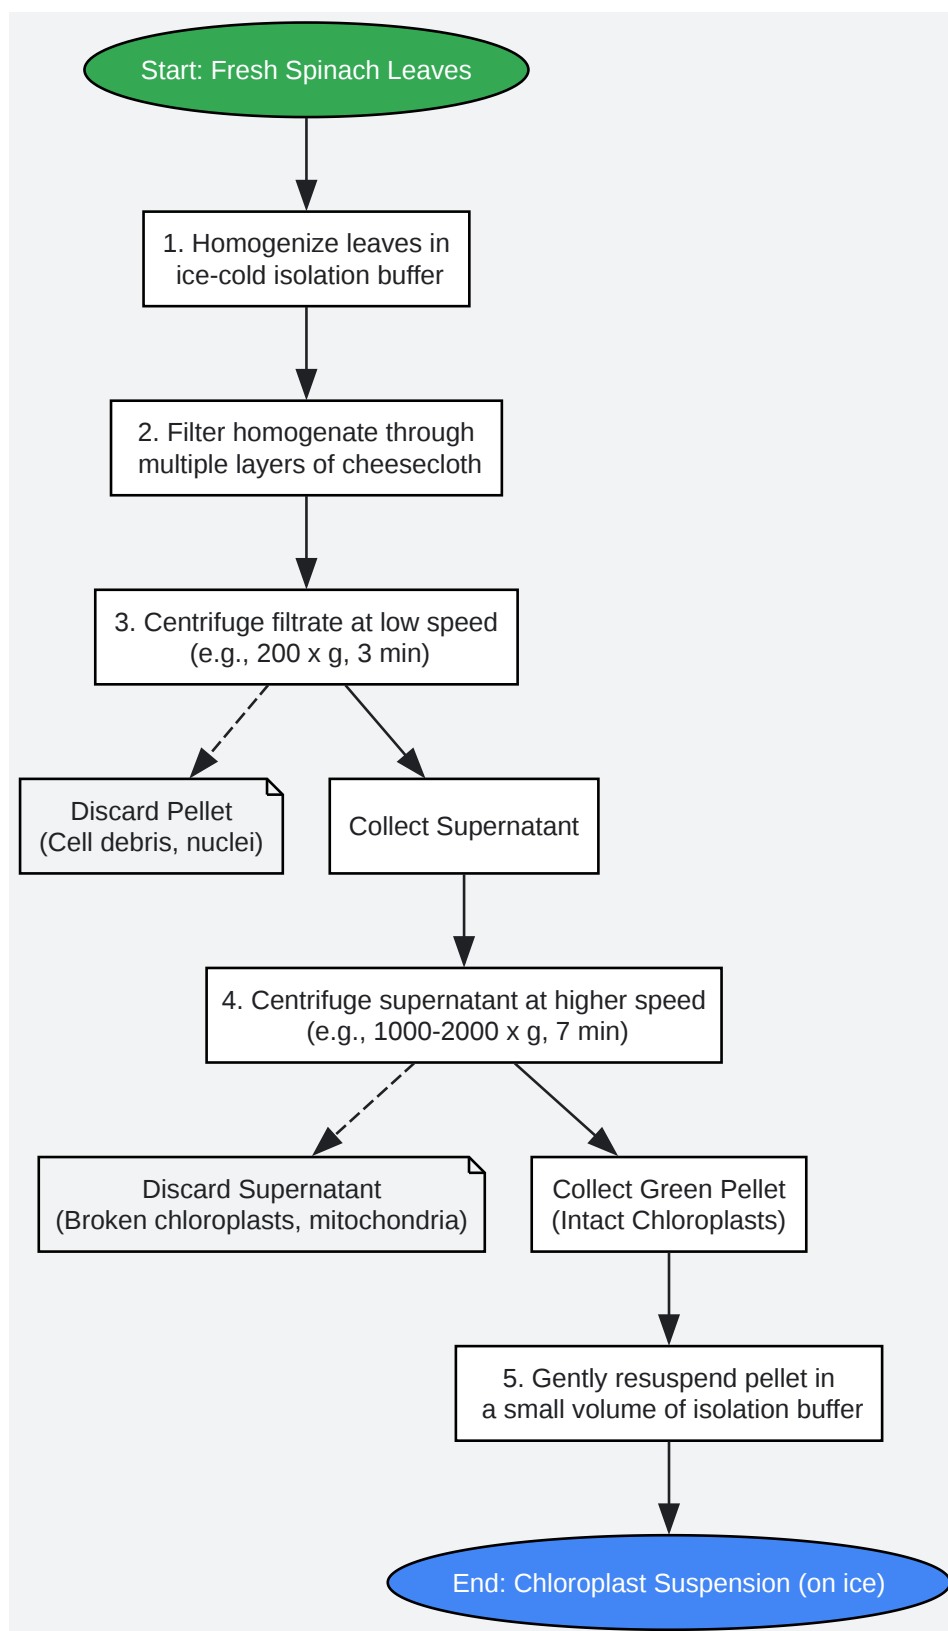 Start: Fresh Spinach Leaves
1. Homogenize leaves in
ice-cold isolation buffer
2. Filter homogenate through
multiple layers of cheesecloth
3. Centrifuge filtrate at low speed
(e.g., 200 x g, 3 min)
Discard Pellet
(Cell debris, nuclei)
Collect Supernatant
4. Centrifuge supernatant at higher speed
(e.g., 1000-2000 x g, 7 min)
Discard Supernatant
(Broken chloroplasts, mitochondria)
Collect Green Pellet
(Intact Chloroplasts)
5. Gently resuspend pellet in
a small volume of isolation buffer
End: Chloroplast Suspension (on ice)